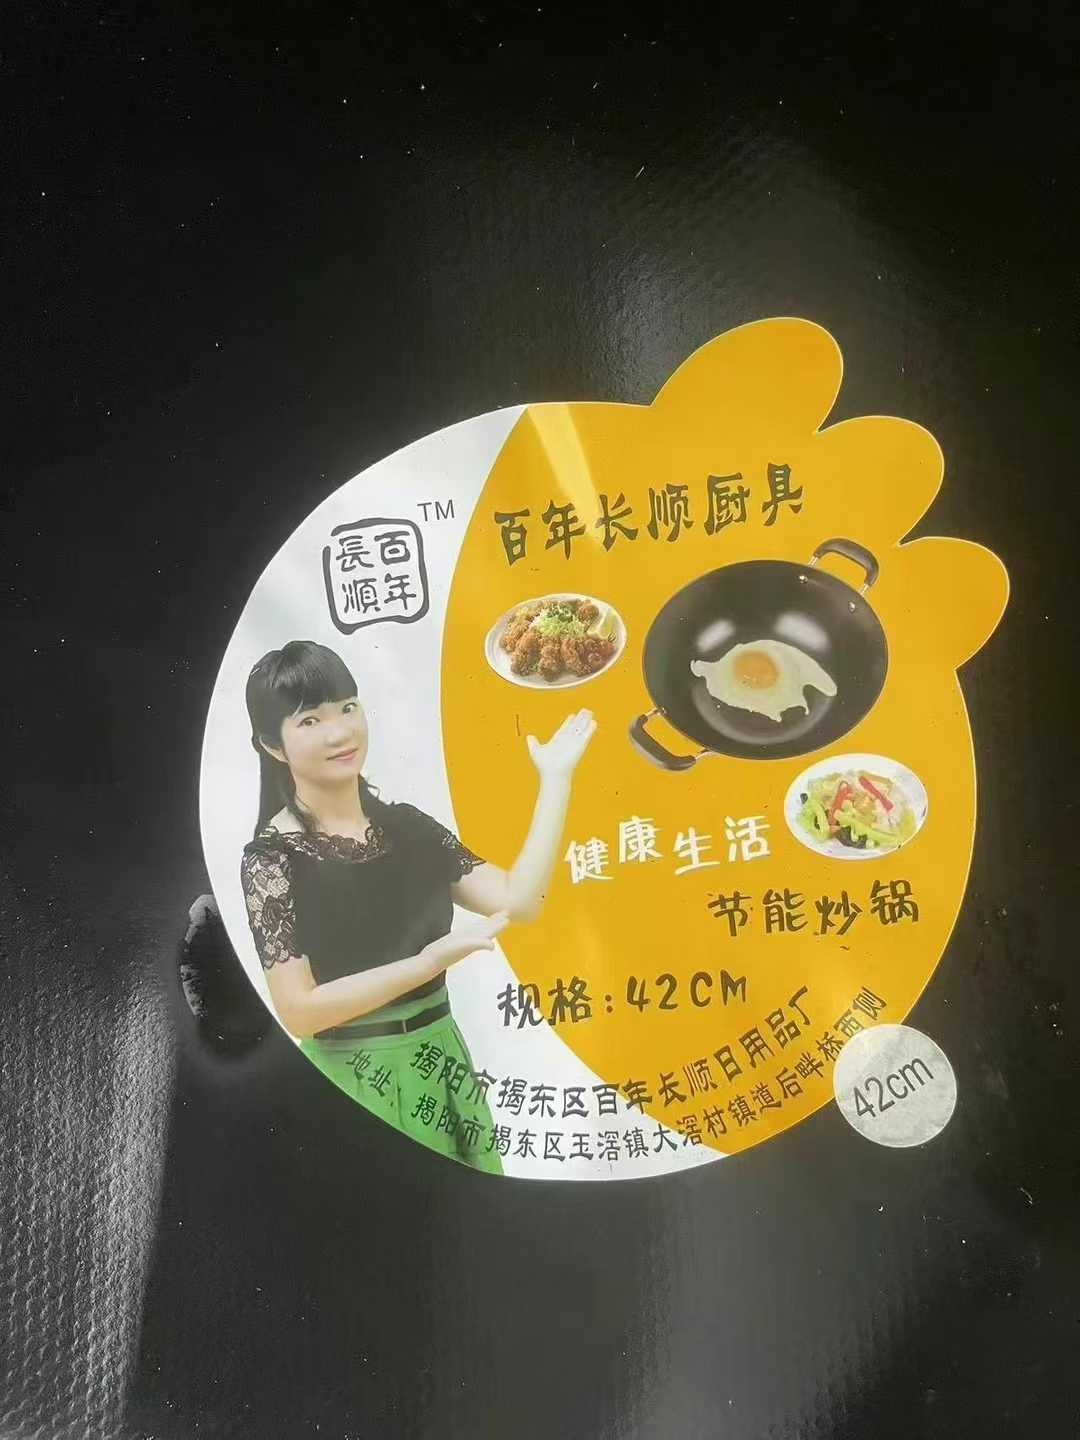 百年
長順
TM
百年长顺厨具
健康生活
节能炒锅
规格:42CM
揭阳市揭东区百年长顺日用品厂
地址:揭阳市揭东区玉滘镇大滘村镇道后畔桥西侧
42cm